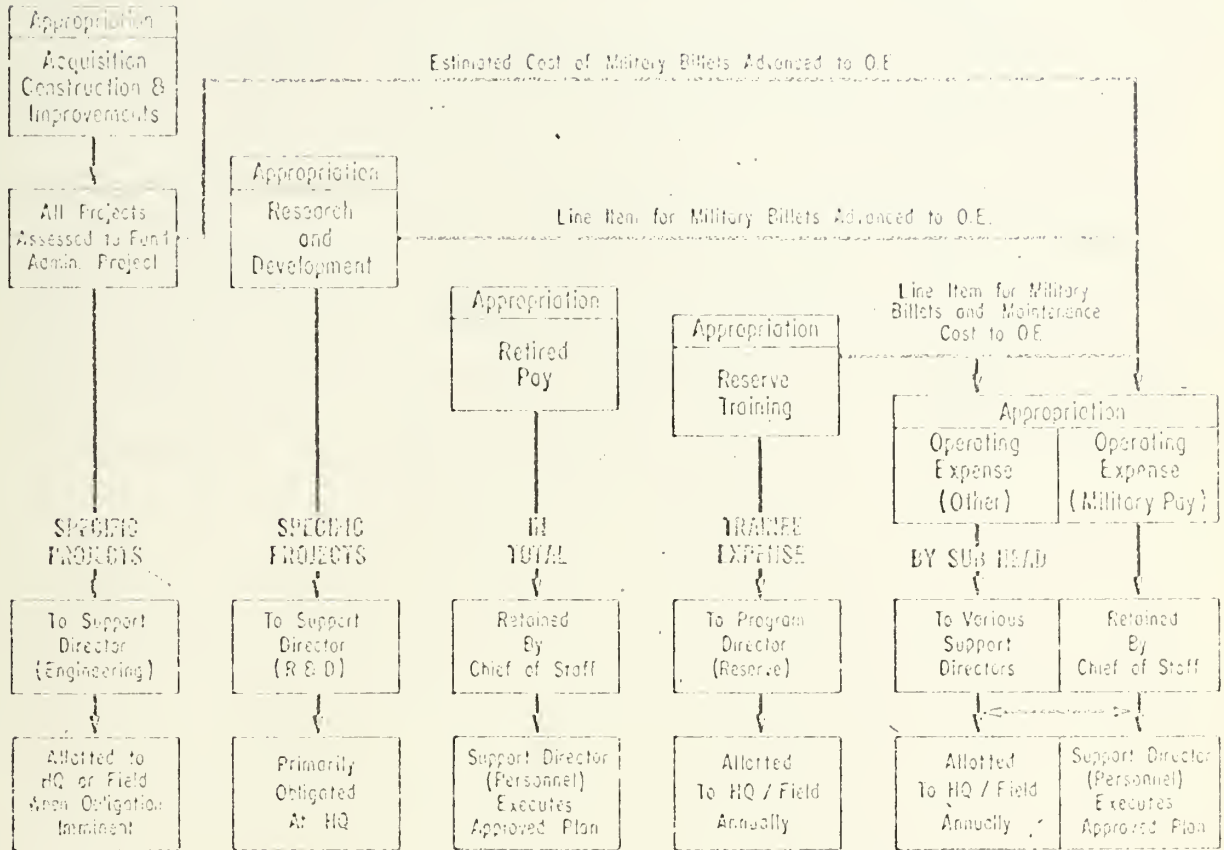 Appropriation
Acquisition
Construction &
Improvements
Estimated Cost of Military Billets Advanced to O.E.
All Projects
Assessed to Fund
Admin. Project
Appropriation
Research
and
Development
Line Item for Military Billets Advanced to O.E.
Appropriation
Retired
Pay
Appropriation
Reserve
Training
Line Item for Military
Billets and Maintenance
Cost to O.E.
Appropriation
Operating
Expense
(Other)
Operating
Expense
(Military Pay)
SPECIFIC
PROJECTS
SPECIFIC
PROJECTS
IN
TOTAL
TRAINEE
EXPENSE
BY SUB HEAD
To Support
Director
(Engineering)
To Support
Director
(R & D)
Retained
By
Chief of Staff
To Program
Director
(Reserve)
To Various
Support
Directors
Retained
By
Chief of Staff
Allotted to
HQ or Field
When Obligation
Imminent
Primarily
Obligated
At HQ
Support Director
(Personnel)
Executes
Approved Plan
Allotted
To HQ / Field
Annually
Allotted
To HQ / Field
Annually
Support Director
(Personnel)
Executes
Approved Plan